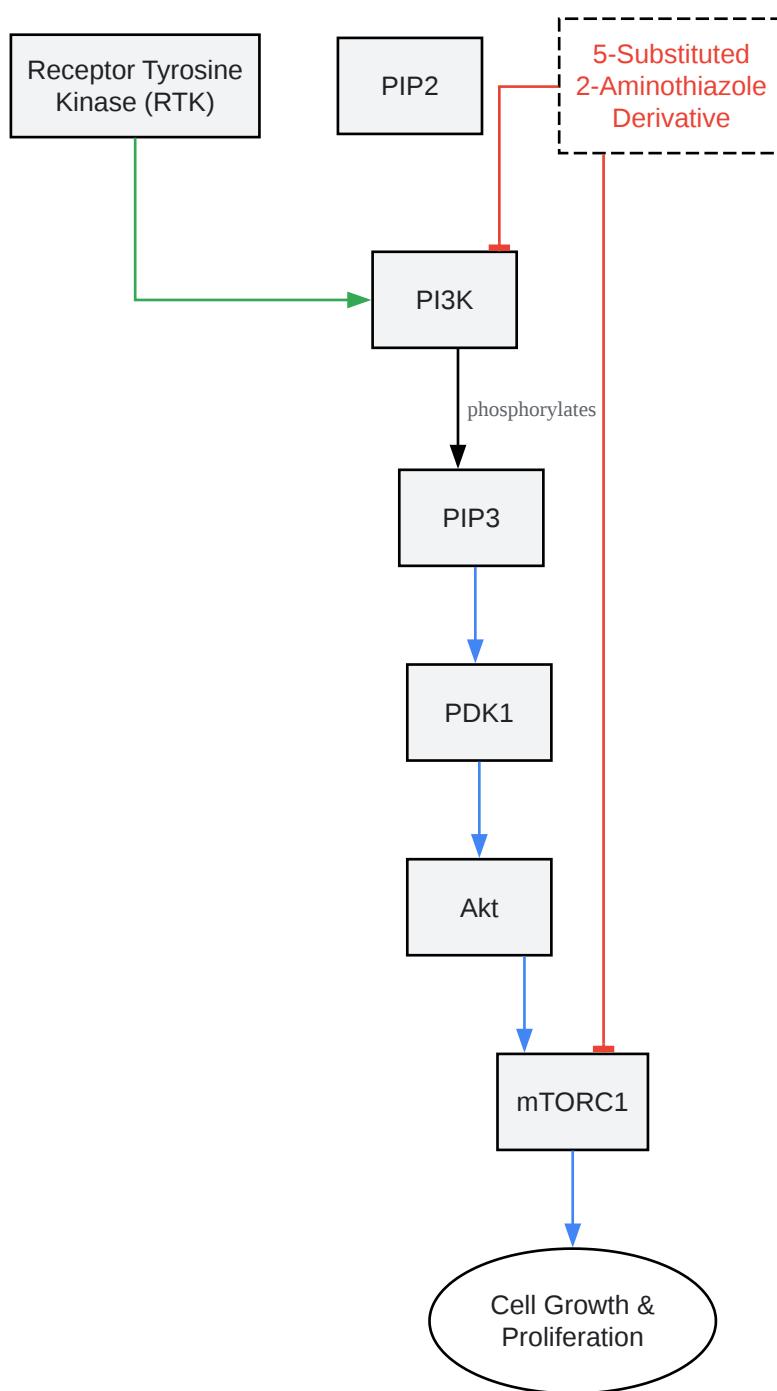 Receptor Tyrosine
Kinase (RTK)
PIP2
5-Substituted
2-Aminothiazole
Derivative
PI3K
phosphorylates
PIP3
PDK1
Akt
mTORC1
Cell Growth &
Proliferation